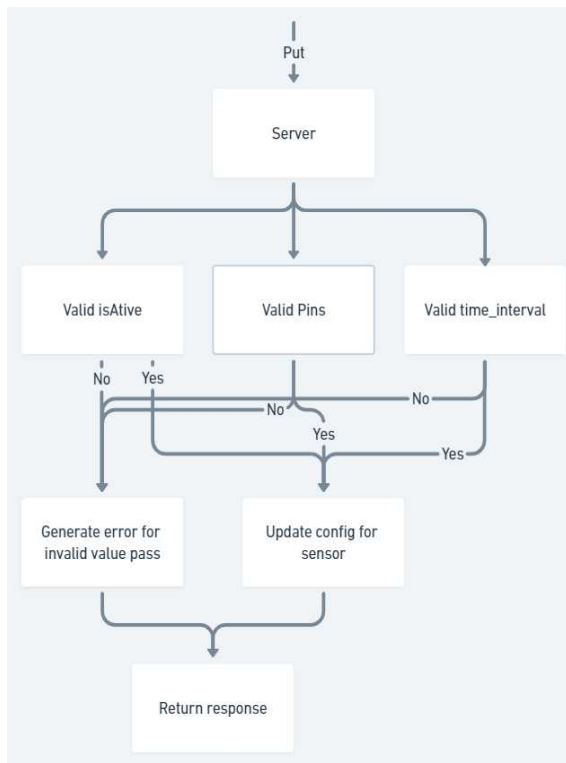 Put
Server
Valid isAtive
Valid Pins
Valid time_interval
No
Yes
No
No
Yes
Yes
Generate error for
invalid value pass
Update config for
sensor
Return response